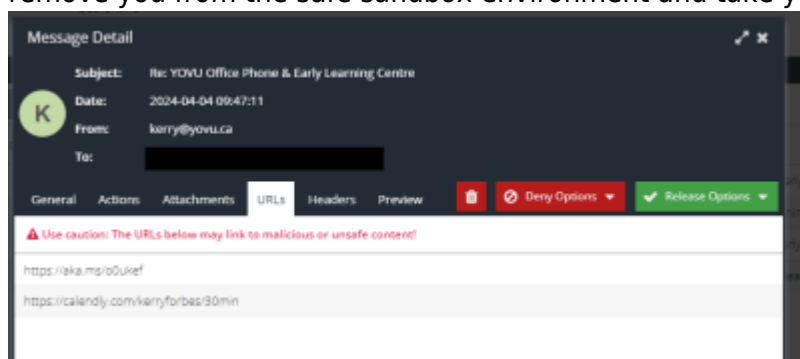 remove you from the safe sandbox environment and take y
Message Detail
K
Subject: Re: YOVU Office Phone & Early Learning Centre
Date: 2024-04-04 09:47:11
From: kerry@yovu.ca
To:
General Actions Attachments URLs Headers Preview Deny Options Release Options
Use caution: The URLs below may link to malicious or unsafe content!
https://aka.ms/o0ukef
https://calendly.com/kerryforbes/30min